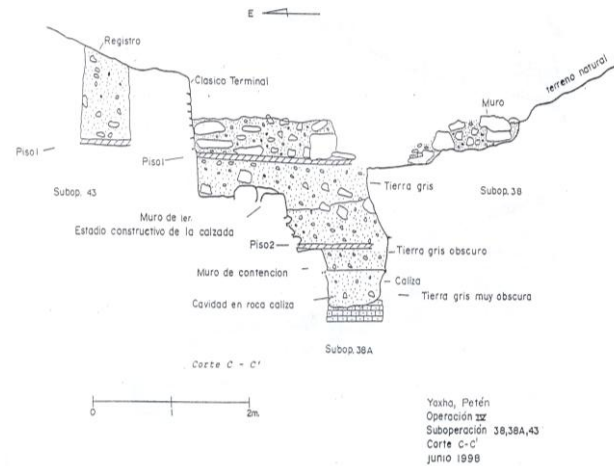 E
Registro
Clasico Terminal
terreno natural
Muro
Piso1
Piso1
Subop. 43
Tierra gris
Subop. 38
Muro de 1er.
Estadio constructivo de la calzada
Piso2
Tierra gris obscuro
Muro de contencion
Caliza
Cavidad en roca caliza
Tierra gris muy obscura
Subop. 38A
Corte C - C'
0 1 2m.
Yaxha, Petén
Operación IV
Suboperación 38,38A,43
Corte C-C'
junio 1998